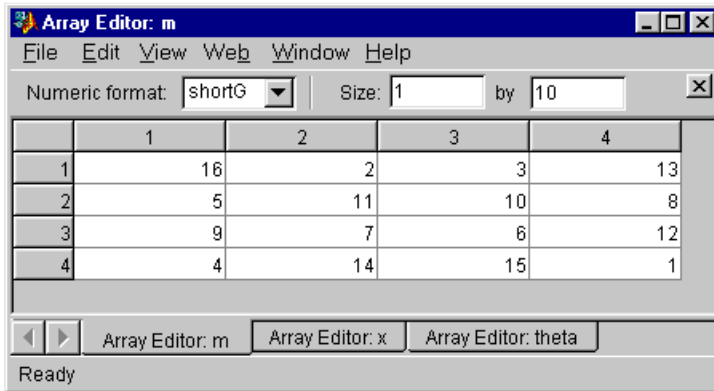 Array Editor: m
File Edit View Web Window Help
Numeric format: shortG Size: 1 by 10
1 2 3 4
1 16 2 3 13
2 5 11 10 8
3 9 7 6 12
4 4 14 15 1
Array Editor: m Array Editor: x Array Editor: theta
Ready